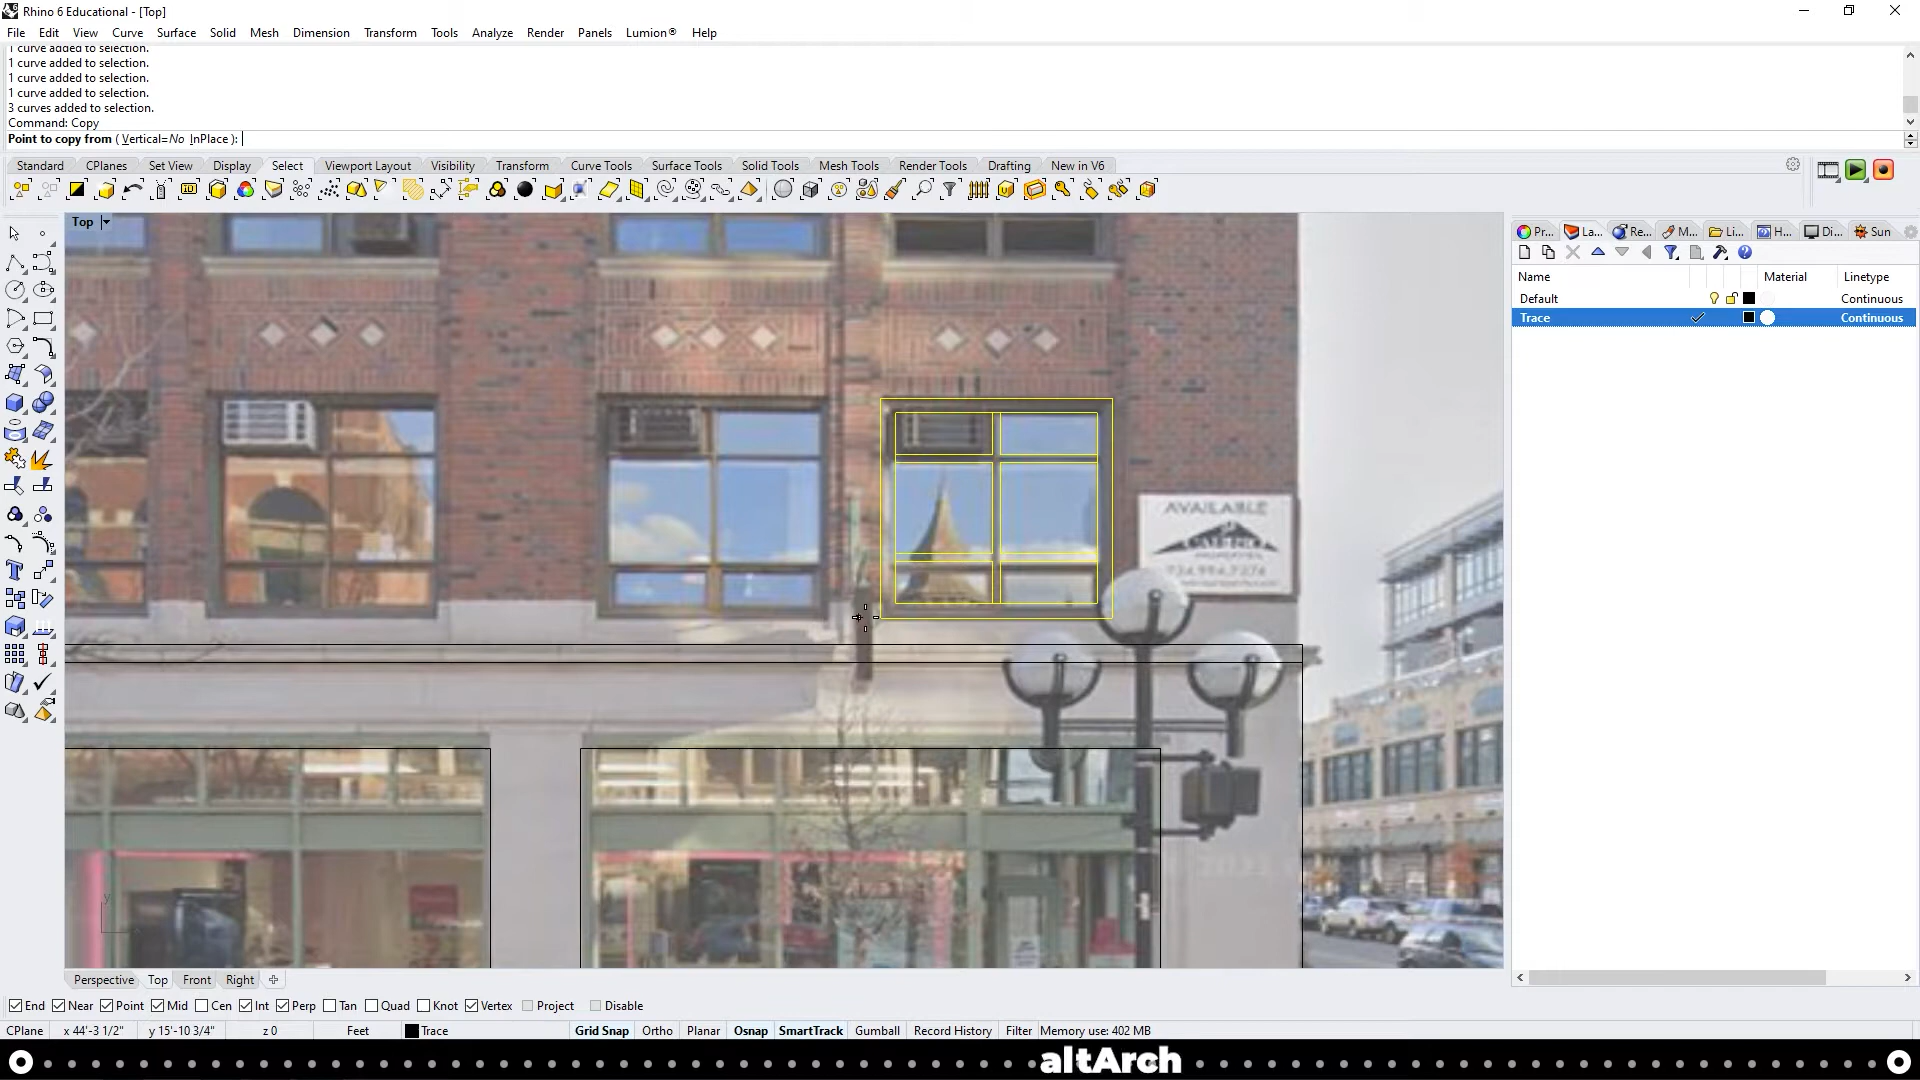 Rhino 6 Educational - [Top]
File Edit View Curve Surface Solid Mesh Dimension Transform Tools Analyze Render Panels Lumion® Help
1 curve added to selection.
1 curve added to selection.
1 curve added to selection.
1 curve added to selection.
3 curves added to selection.
Command: Copy
Point to copy from ( Vertical=No InPlace ):
Standard CPlanes Set View Display Select Viewport Layout Visibility Transform Curve Tools Surface Tools Solid Tools Mesh Tools Render Tools Drafting New in V6
Top
Pr... La... Re... M... Li... H... Di... Sun
Name Material Linetype
Default Continuous
Trace Continuous
AVAILABLE
Perspective Top Front Right
End Near Point Mid Cen Int Perp Tan Quad Knot Vertex Project Disable
CPlane x 44'-3 1/2" y 15'-10 3/4" z 0 Feet Trace Grid Snap Ortho Planar Osnap SmartTrack Gumball Record History Filter Memory use: 402 MB
altArch